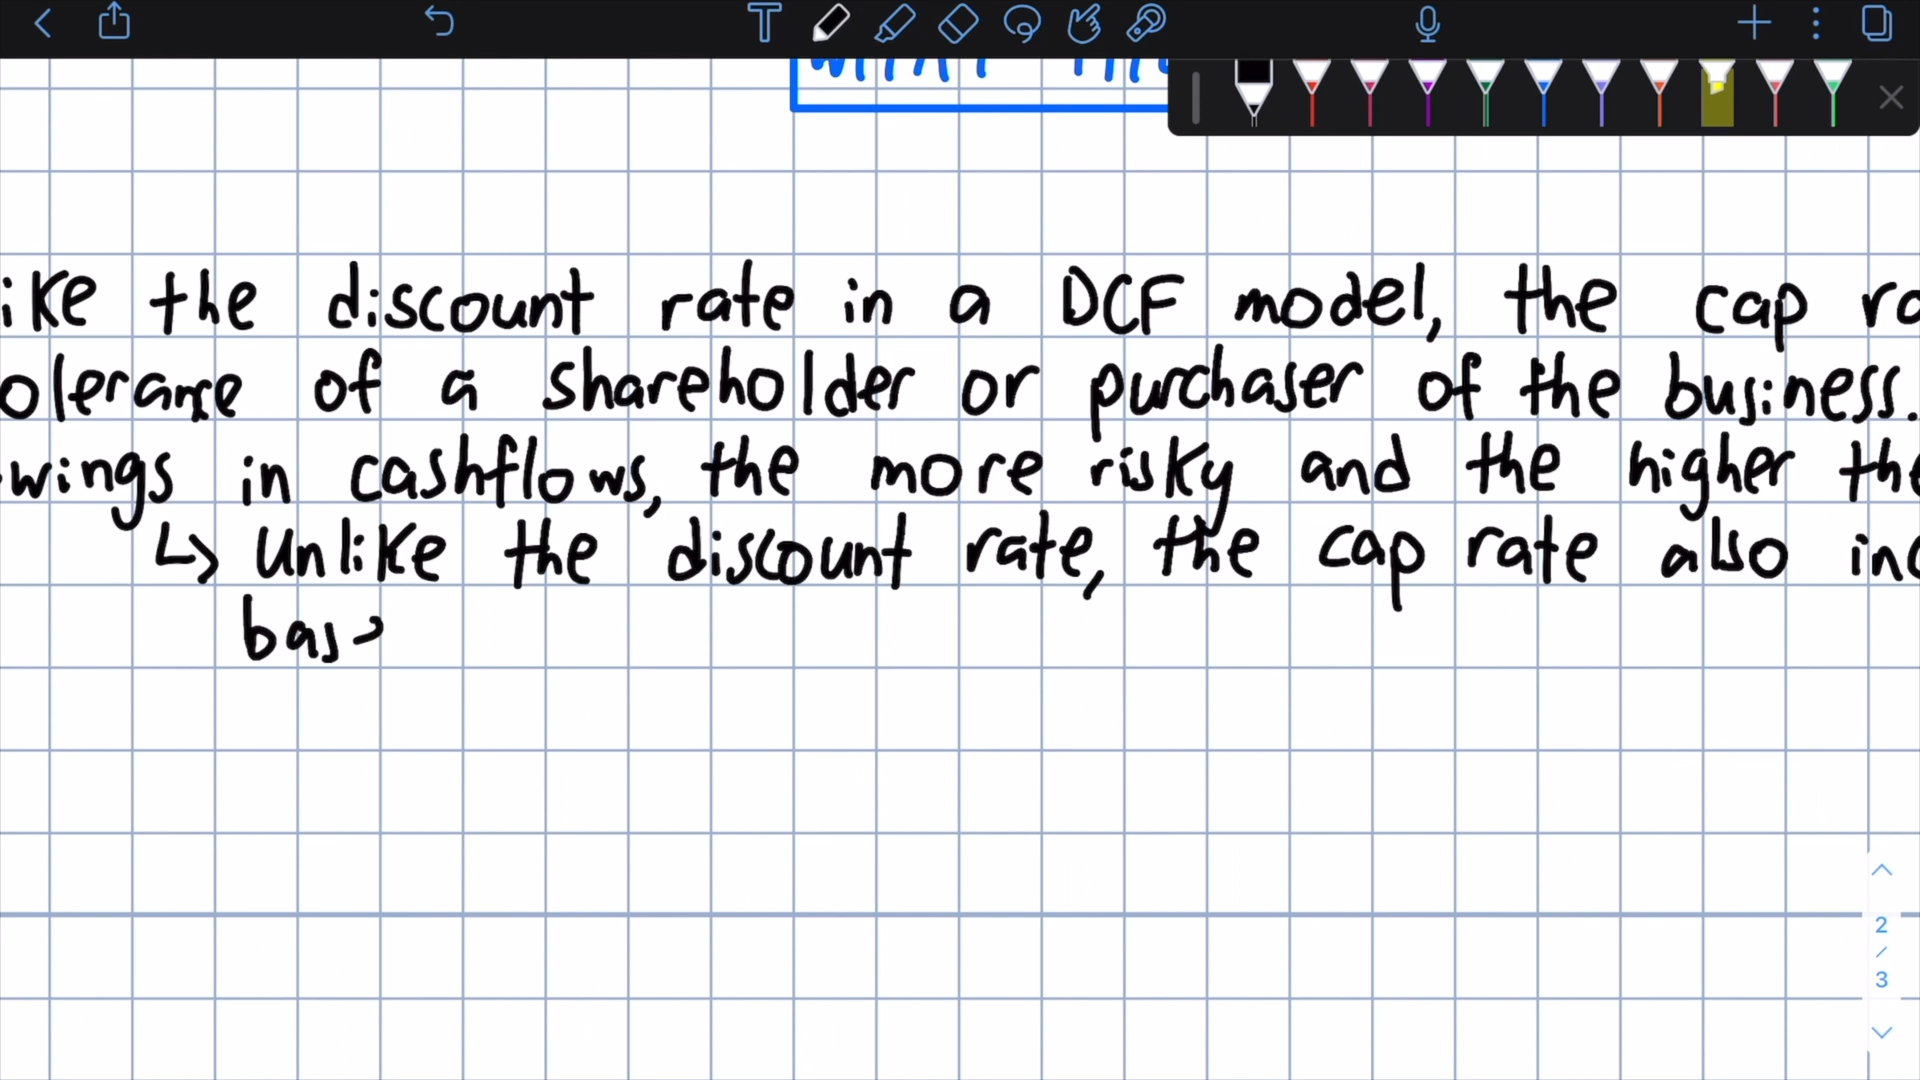 ike the discount rate in a DCF model, the cap ra
olerance of a shareholder or purchaser of the business.
wings in cashflows, the more risky and the higher the
↳ Unlike the discount rate, the cap rate also inc
bas
2
/
3